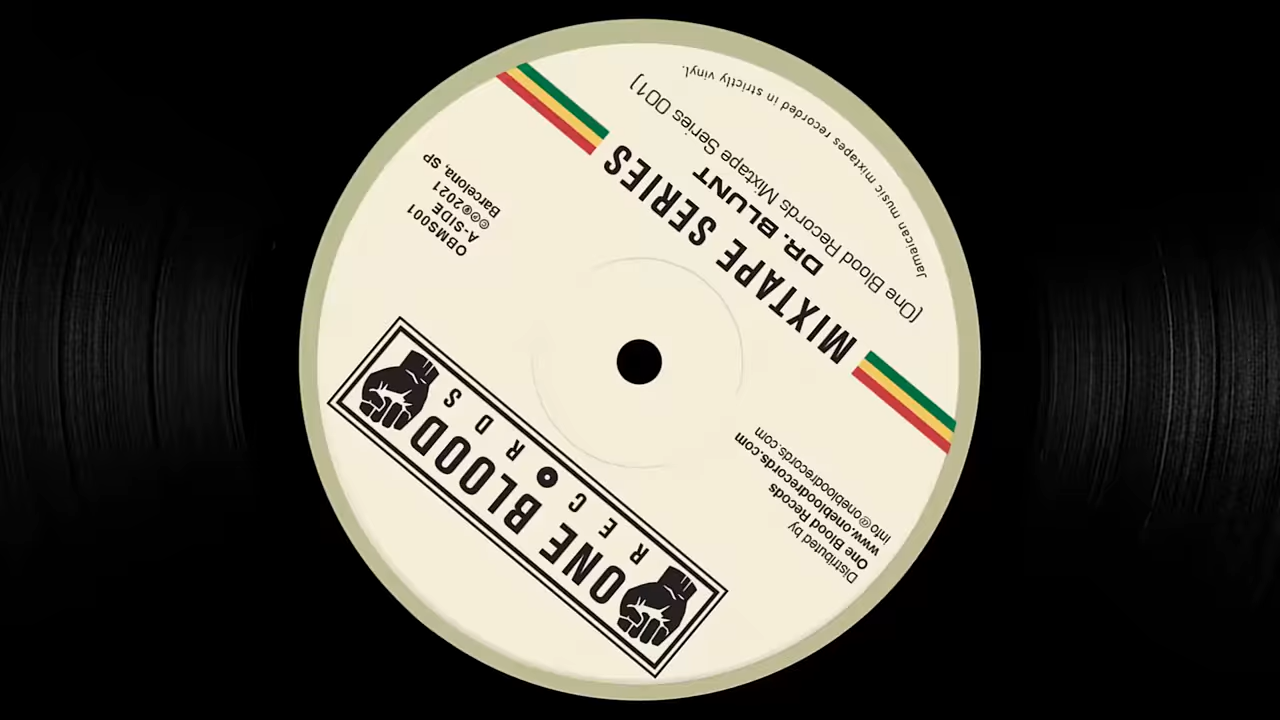 ONE BLOOD
RECORDS
OBMS001
A-SIDE
©®℗2021
Barcelona, SP
Distributed by
One Blood Recods
www.onebloodrecords.com
info@onebloodrecords.com
MIXTAPE SERIES
DR. BLUNT
(One Blood Records Mixtape Series 001)
Jamaican music mixtapes recorded in strictly vinyl.